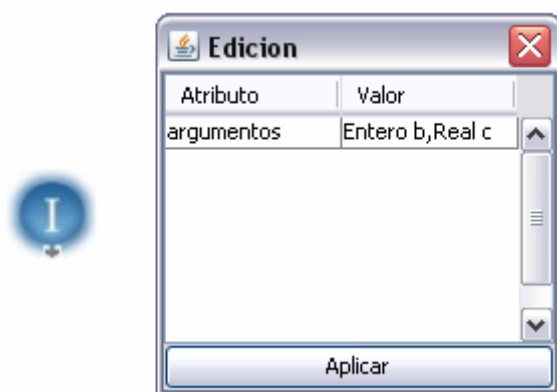 Edicion
Atributo Valor
argumentos Entero b,Real c
I
Aplicar